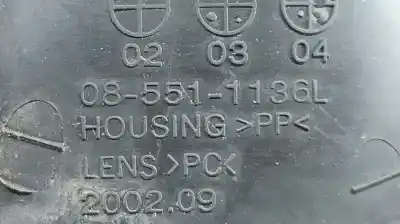 02 03 04
08-551-1136L
HOUSING >PP<
LENS >PC<
2002.09